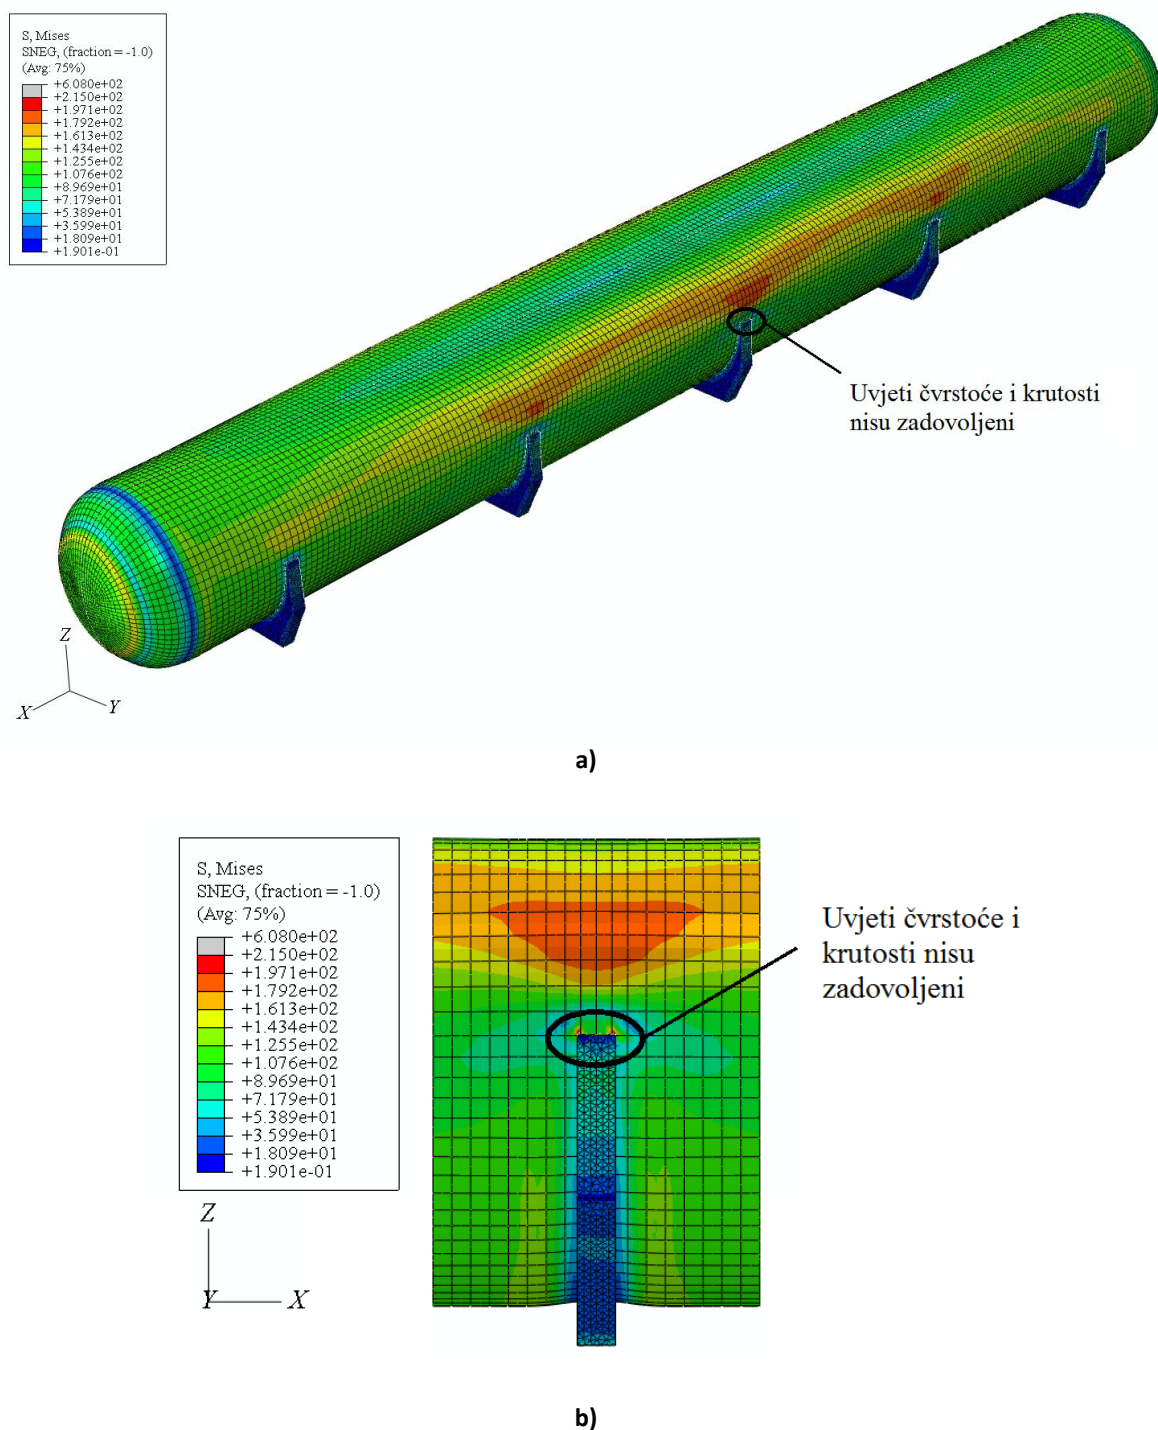 S, Mises
SNEG, (fraction = -1.0)
(Avg: 75%)
+6.080e+02
+2.150e+02
+1.971e+02
+1.792e+02
+1.613e+02
+1.434e+02
+1.255e+02
+1.076e+02
+8.969e+01
+7.179e+01
+5.389e+01
+3.599e+01
+1.809e+01
+1.901e-01
Uvjeti čvrstoće i krutosti
nisu zadovoljeni
Z
X
Y
a)
S, Mises
SNEG, (fraction = -1.0)
(Avg: 75%)
+6.080e+02
+2.150e+02
+1.971e+02
+1.792e+02
+1.613e+02
+1.434e+02
+1.255e+02
+1.076e+02
+8.969e+01
+7.179e+01
+5.389e+01
+3.599e+01
+1.809e+01
+1.901e-01
Uvjeti čvrstoće i
krutosti nisu
zadovoljeni
Z
Y
X
b)